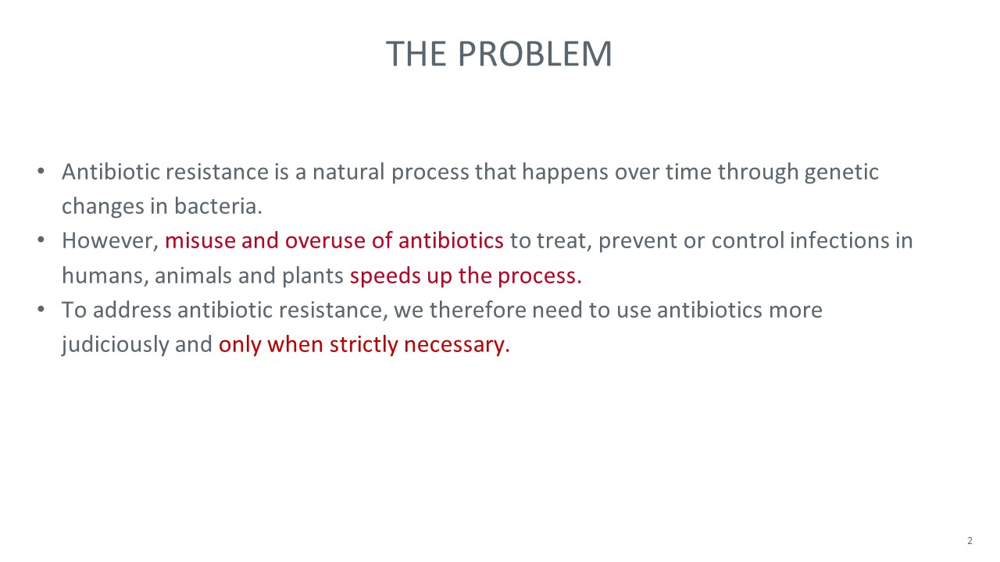 THE PROBLEM
• Antibiotic resistance is a natural process that happens over time through genetic
changes in bacteria.
• However, misuse and overuse of antibiotics to treat, prevent or control infections in
humans, animals and plants speeds up the process.
• To address antibiotic resistance, we therefore need to use antibiotics more
judiciously and only when strictly necessary.
2